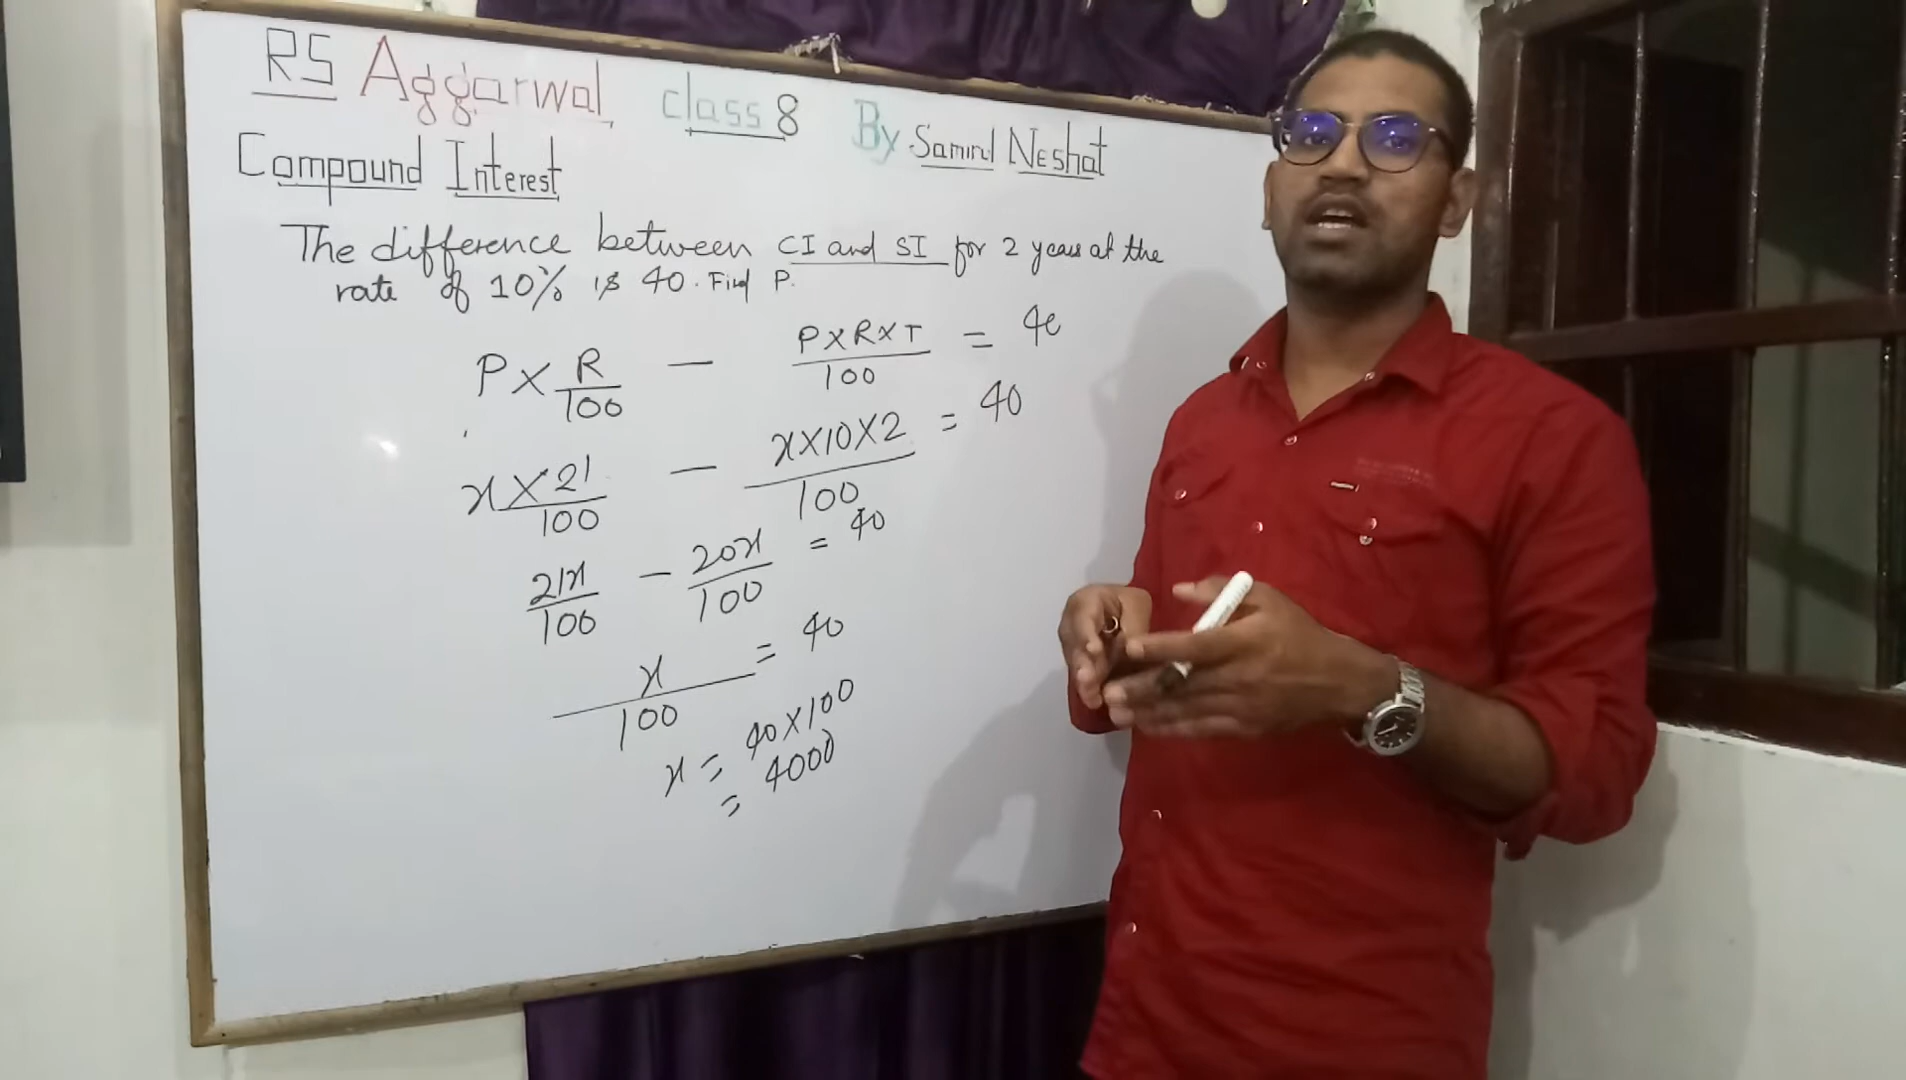 RS Aggarwal, class 8 By Samirul Neshat
Compound Interest
The difference between CI and SI for 2 years at the
rate of 10% is 40. Find P.
P X R/100 — P X R X T/100 = 40
x X 21/100 — x X 10 X 2/100 = 40
21x/100 — 20x/100 = 40
x/100 = 40
x = 40 X 100
= 4000